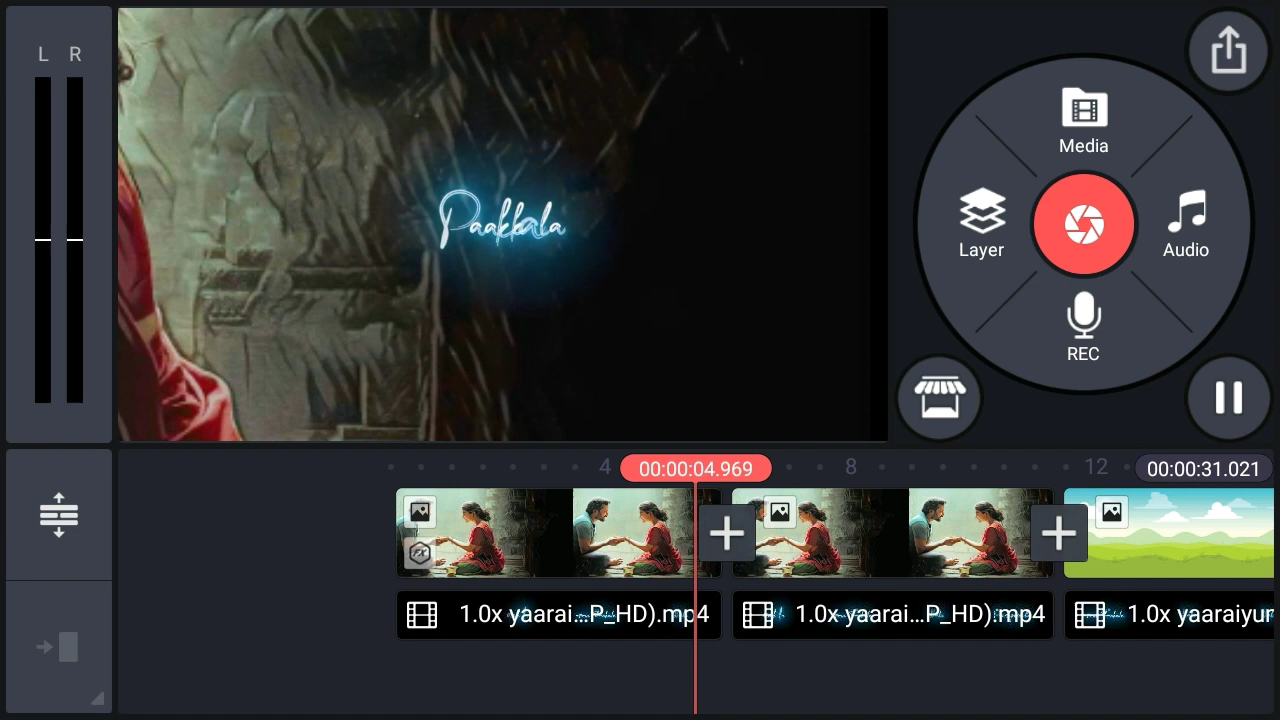 L R
Paakkala
Media
Layer
Audio
REC
4
00:00:04.969
8
12
00:00:31.021
FX
1.0x yaarai...P_HD).mp4
1.0x yaarai...P_HD).mp4
1.0x yaaraiyur